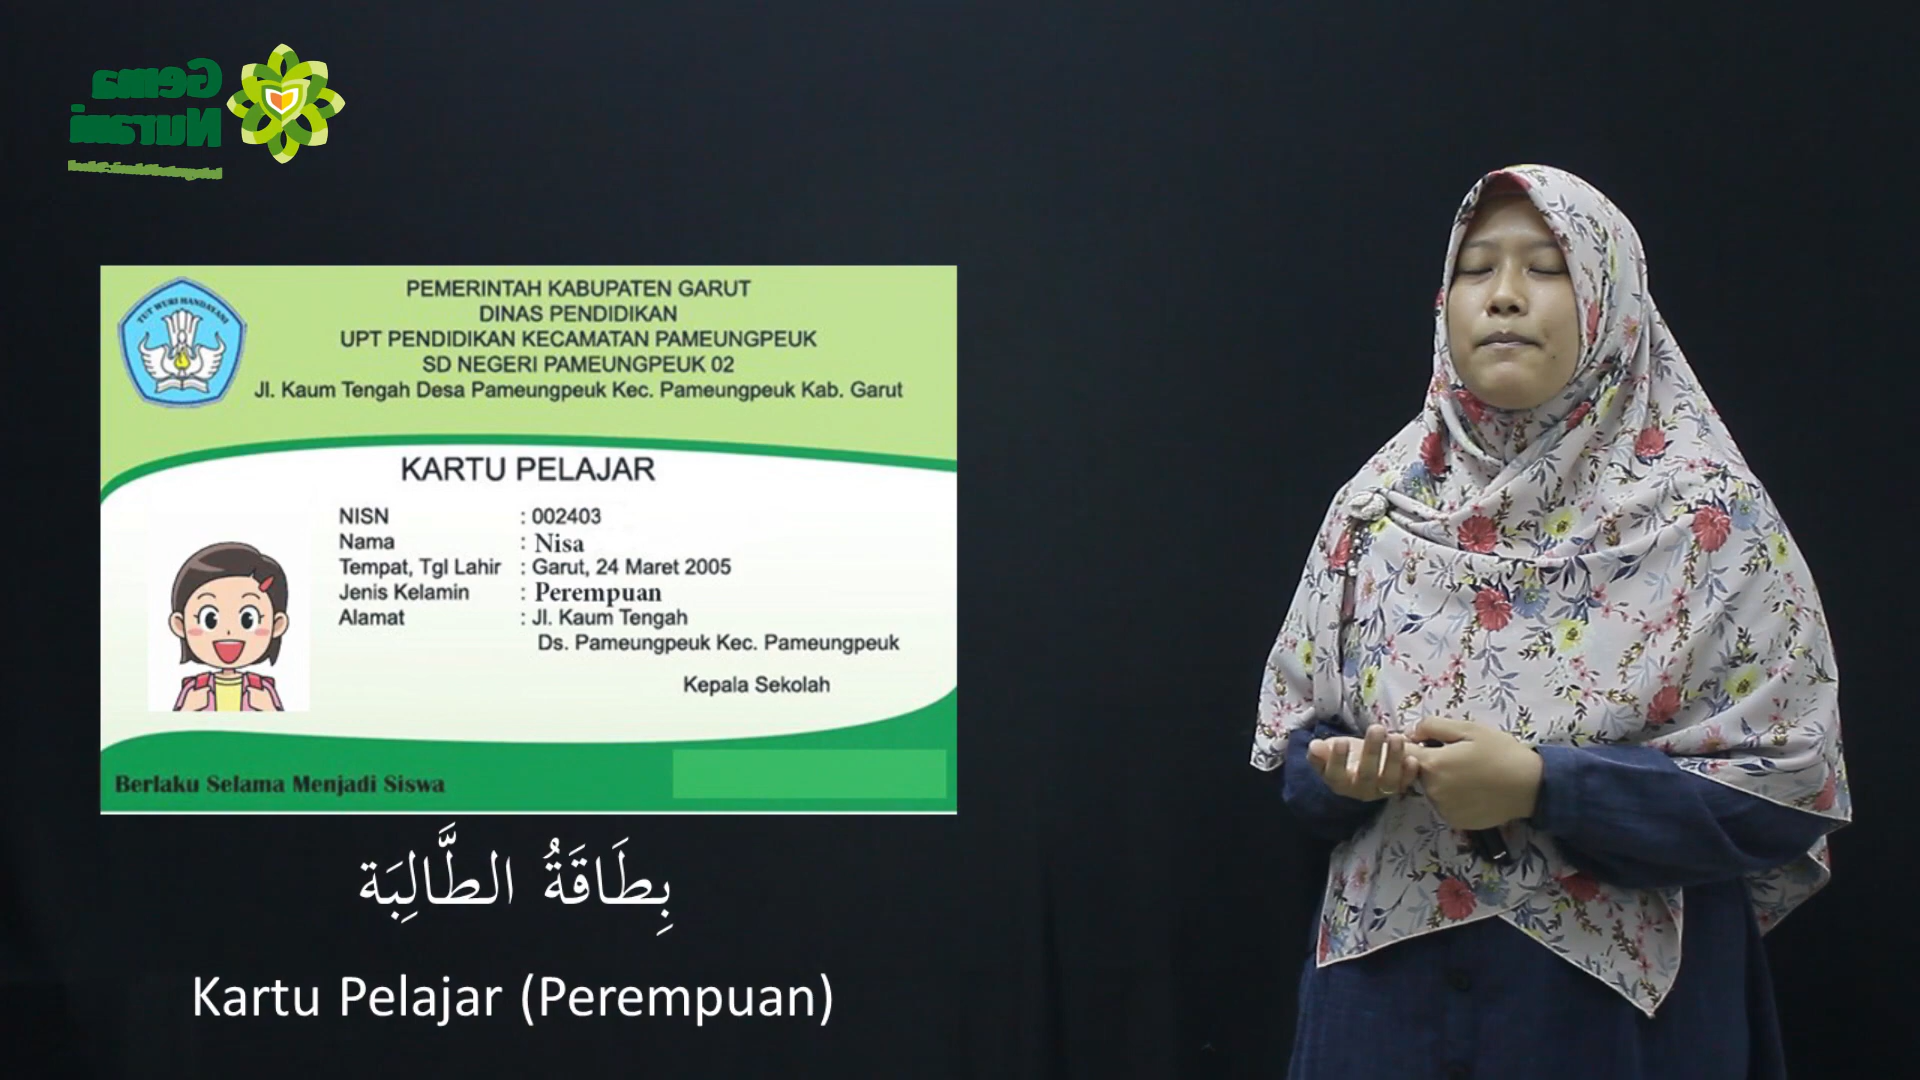 Gema
Nurani
PEMERINTAH KABUPATEN GARUT
DINAS PENDIDIKAN
UPT PENDIDIKAN KECAMATAN PAMEUNGPEUK
SD NEGERI PAMEUNGPEUK 02
Jl. Kaum Tengah Desa Pameungpeuk Kec. Pameungpeuk Kab. Garut
TUT WURI HANDAYANI
KARTU PELAJAR
NISN : 002403
Nama : Nisa
Tempat, Tgl Lahir : Garut, 24 Maret 2005
Jenis Kelamin : Perempuan
Alamat : Jl. Kaum Tengah
Ds. Pameungpeuk Kec. Pameungpeuk
Kepala Sekolah
Berlaku Selama Menjadi Siswa
بِطَاقَةُ الطَّالِبَة
Kartu Pelajar (Perempuan)